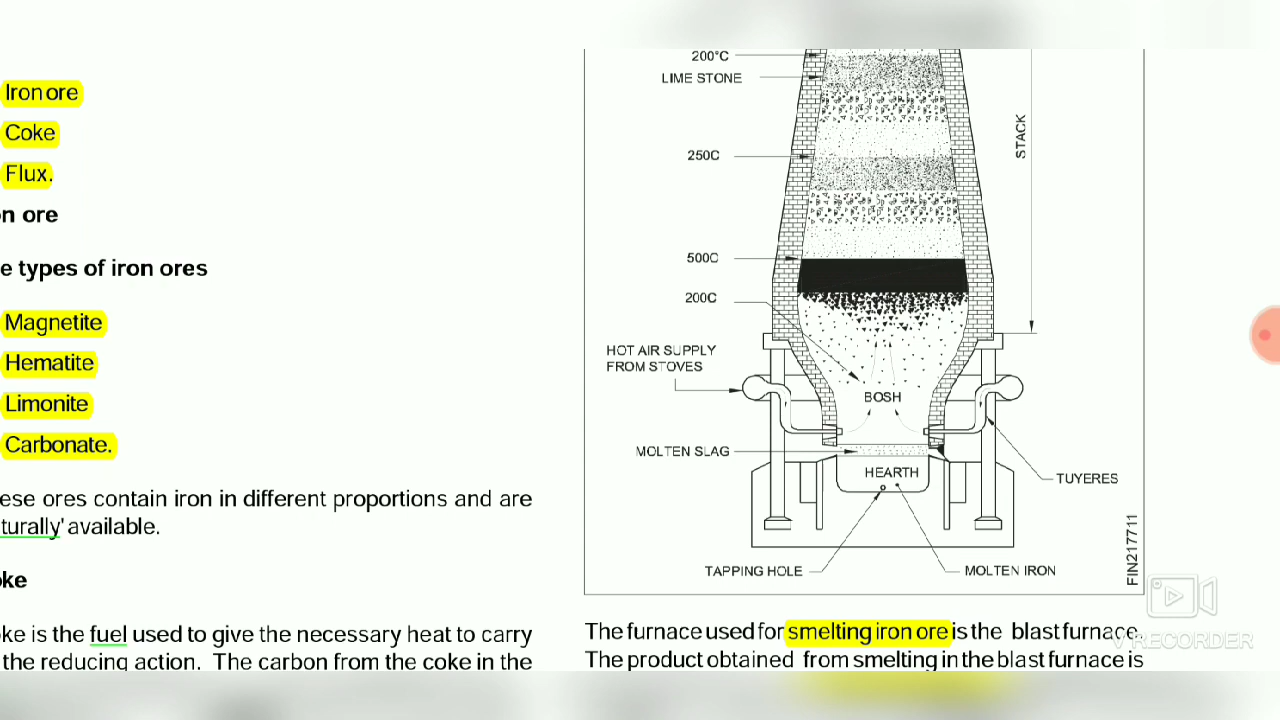 Iron ore
Coke
Flux.
n ore
e types of iron ores
Magnetite
Hematite
Limonite
Carbonate.
ese ores contain iron in different proportions and are
turally' available.
ke
ke is the fuel used to give the necessary heat to carry
the reducing action. The carbon from the coke in the
200°C
LIME STONE
250C
500C
200C
STACK
HOT AIR SUPPLY
FROM STOVES
BOSH
MOLTEN SLAG
HEARTH
TUYERES
TAPPING HOLE
MOLTEN IRON
FIN217711
The furnace used for smelting iron ore is the blast furnace.
The product obtained from smelting in the blast furnace is
V RECORDER